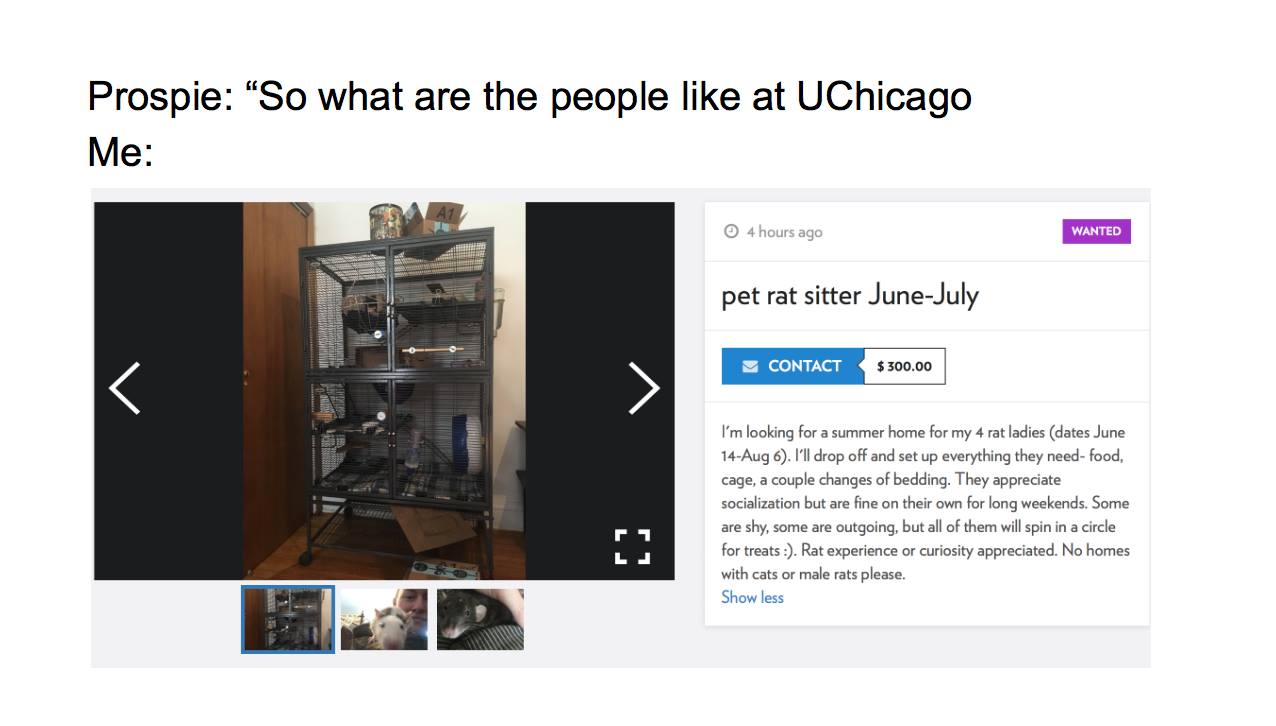 Prospie: “So what are the people like at UChicago
Me:
A1
4 hours ago
WANTED
pet rat sitter June-July
CONTACT
$ 300.00
I'm looking for a summer home for my 4 rat ladies (dates June
14-Aug 6). I'll drop off and set up everything they need- food,
cage, a couple changes of bedding. They appreciate
socialization but are fine on their own for long weekends. Some
are shy, some are outgoing, but all of them will spin in a circle
for treats :). Rat experience or curiosity appreciated. No homes
with cats or male rats please.
Show less